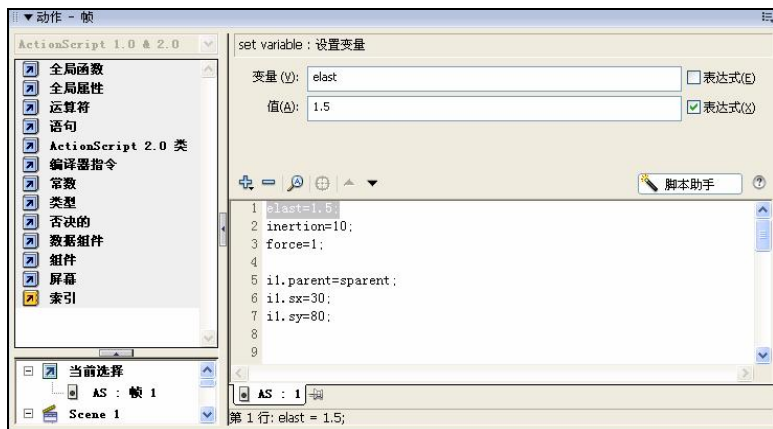 动作 - 帧
ActionScript 1.0 & 2.0
全局函数
全局属性
运算符
语句
ActionScript 2.0 类
编译器指令
常数
类型
否决的
数据组件
组件
屏幕
索引
当前选择
AS : 帧 1
Scene 1
set variable : 设置变量
变量(V): elast 表达式(E)
值(A): 1.5 表达式(X)
脚本助手
1 elast=1.5;
2 inertion=10;
3 force=1;
4
5 i1.parent=sparent;
6 i1.sx=30;
7 i1.sy=80;
8
9
AS : 1
第 1 行: elast = 1.5;